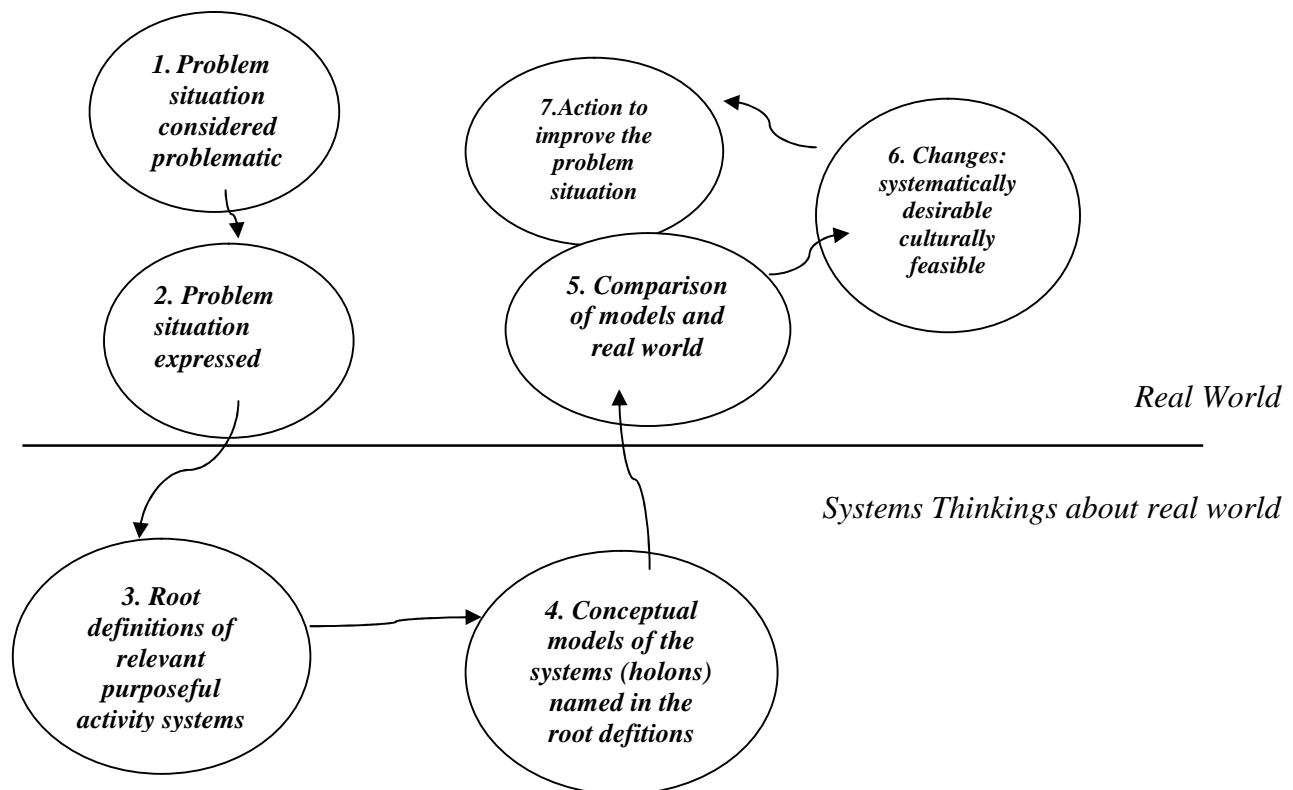 1. Problem
situation
considered
problematic
2. Problem
situation
expressed
3. Root
definitions of
relevant
purposeful
activity systems
4. Conceptual
models of the
systems (holons)
named in the
root defitions
5. Comparison
of models and
real world
6. Changes:
systematically
desirable
culturally
feasible
7.Action to
improve the
problem
situation
Real World
Systems Thinkings about real world